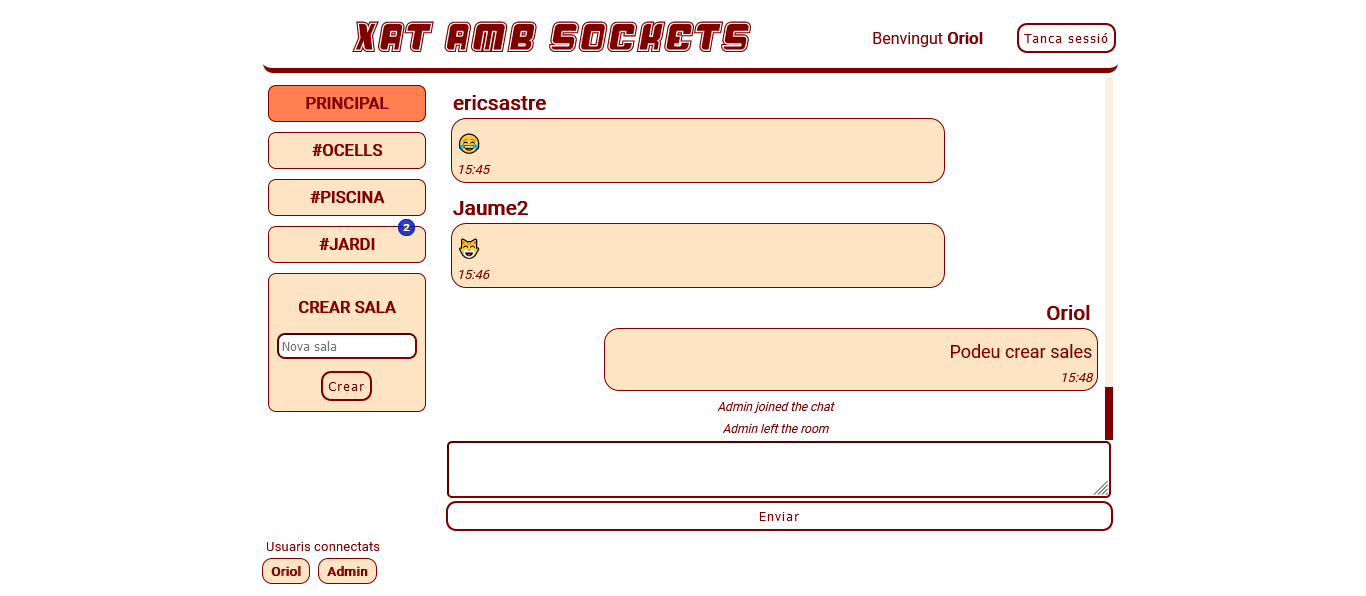 XAT AMB SOCKETS
Benvingut Oriol
Tanca sessió
PRINCIPAL
#OCELLS
#PISCINA
2
#JARDI
CREAR SALA
Nova sala
Crear
ericsastre
15:45
Jaume2
15:46
Oriol
Podeu crear sales
15:48
Admin joined the chat
Admin left the room
Enviar
Usuaris connectats
Oriol
Admin